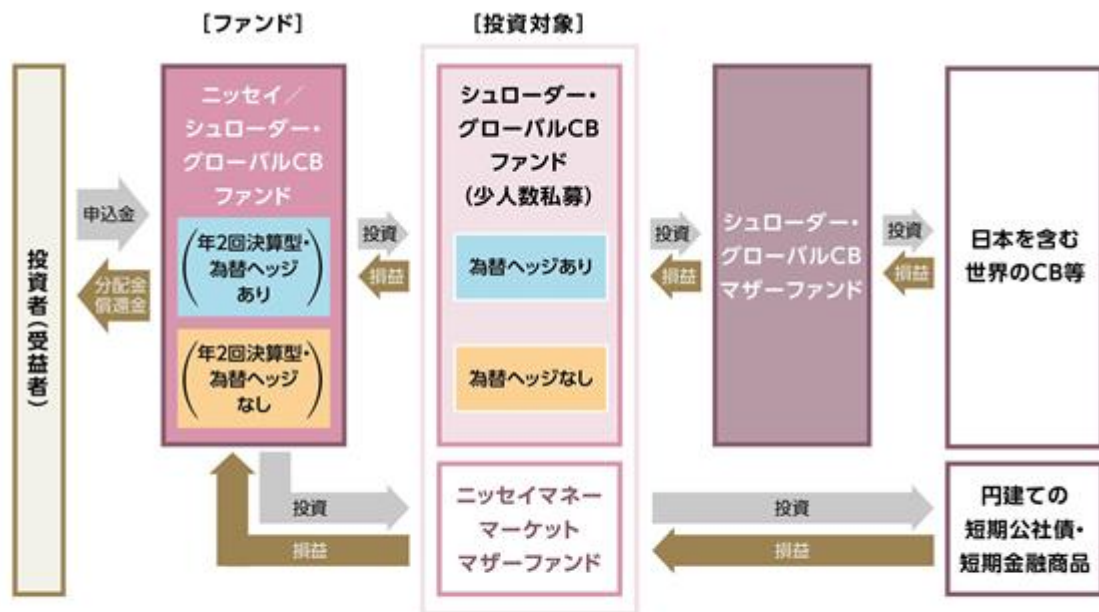 ［ファンド］
［投資対象］
投資者（受益者）
申込金
分配金
償還金
ニッセイ／
シュローダー・
グローバルCB
ファンド
（年2回決算型・
為替ヘッジ
あり）
（年2回決算型・
為替ヘッジ
なし）
投資
損益
シュローダー・
グローバルCB
ファンド
（少人数私募）
為替ヘッジあり
為替ヘッジなし
投資
損益
シュローダー・
グローバルCB
マザーファンド
投資
損益
日本を含む
世界のCB等
投資
損益
ニッセイマネー
マーケット
マザーファンド
投資
損益
円建ての
短期公社債・
短期金融商品